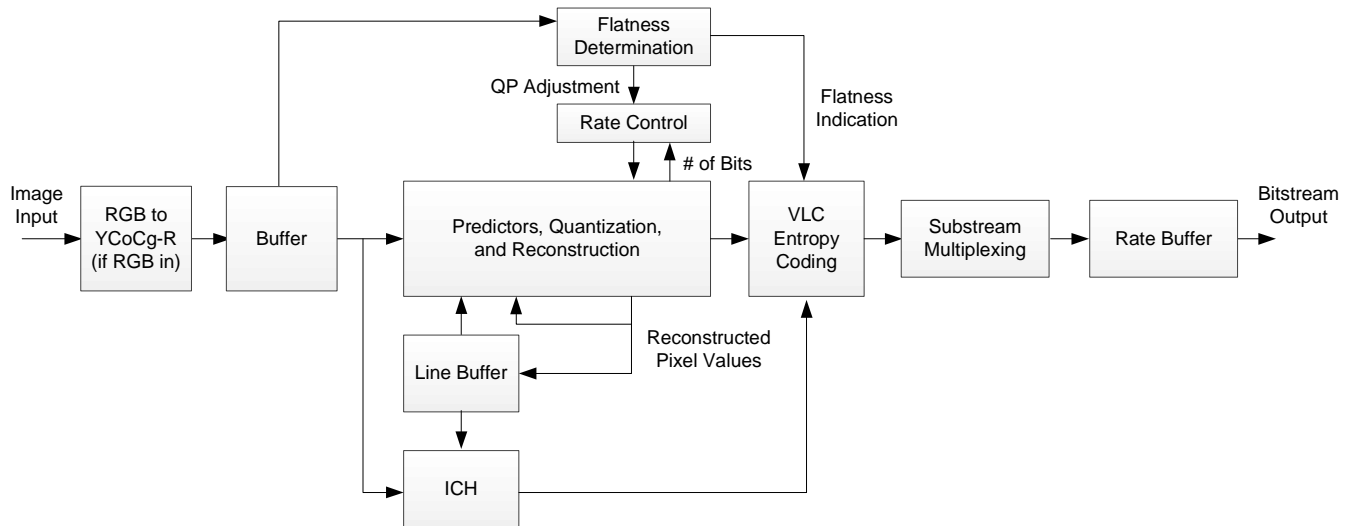 Flatness
Determination
QP Adjustment
Flatness
Indication
Rate Control
# of Bits
Image
Input
RGB to
YCoCg-R
(if RGB in)
Buffer
Predictors, Quantization,
and Reconstruction
VLC
Entropy
Coding
Substream
Multiplexing
Rate Buffer
Bitstream
Output
Line Buffer
Reconstructed
Pixel Values
ICH